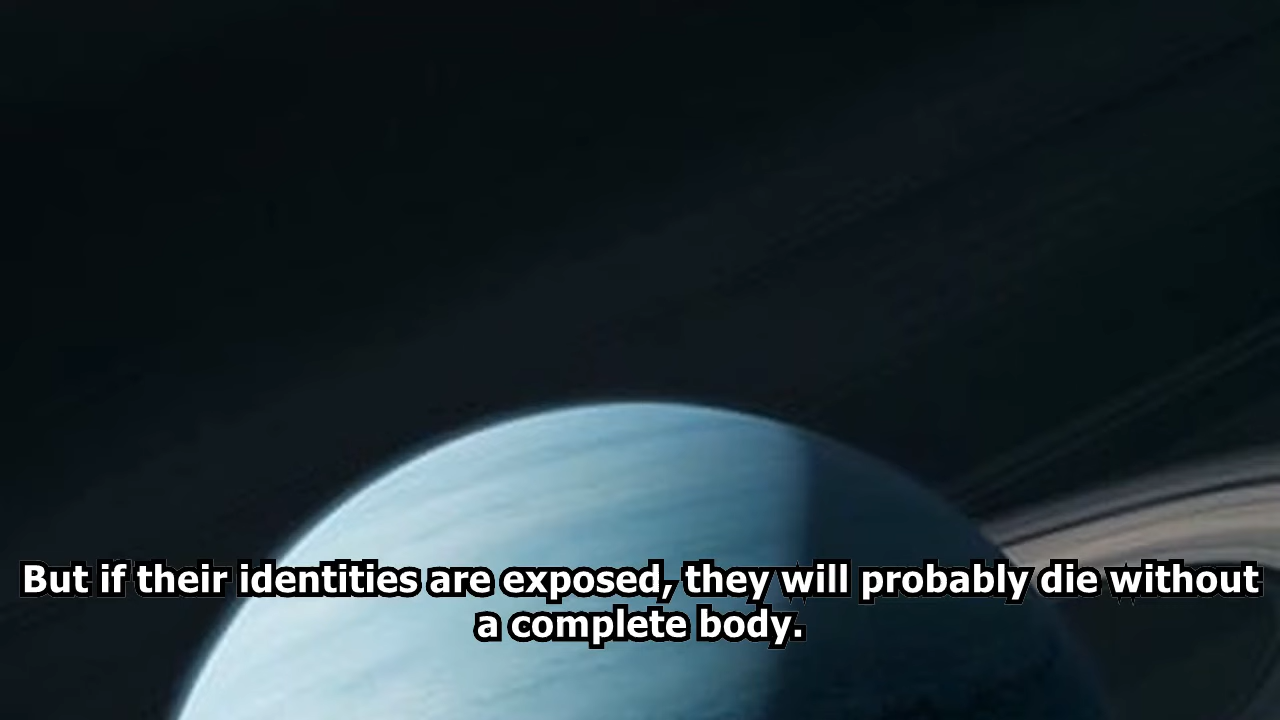 But if their identities are exposed, they will probably die without
a complete body.